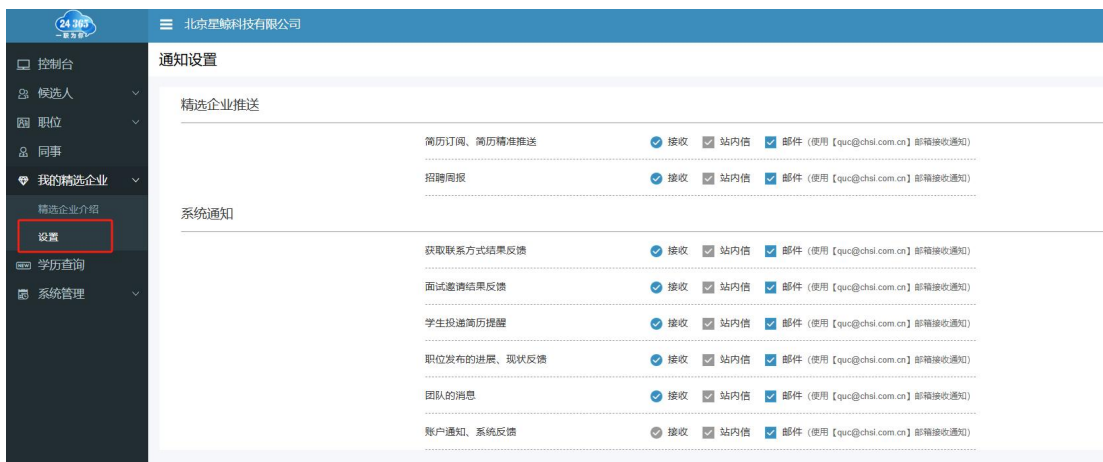 24 365
一职为你
北京星鲸科技有限公司
控制台
通知设置
候选人
职位
同事
我的精选企业
精选企业介绍
设置
NEW 学历查询
系统管理
精选企业推送
简历订阅、简历精准推送 接收 站内信 邮件（使用【quc@chsi.com.cn】邮箱接收通知）
招聘周报 接收 站内信 邮件（使用【quc@chsi.com.cn】邮箱接收通知）
系统通知
获取联系方式结果反馈 接收 站内信 邮件（使用【quc@chsi.com.cn】邮箱接收通知）
面试邀请结果反馈 接收 站内信 邮件（使用【quc@chsi.com.cn】邮箱接收通知）
学生投递简历提醒 接收 站内信 邮件（使用【quc@chsi.com.cn】邮箱接收通知）
职位发布的进展、现状反馈 接收 站内信 邮件（使用【quc@chsi.com.cn】邮箱接收通知）
团队的消息 接收 站内信 邮件（使用【quc@chsi.com.cn】邮箱接收通知）
账户通知、系统反馈 接收 站内信 邮件（使用【quc@chsi.com.cn】邮箱接收通知）